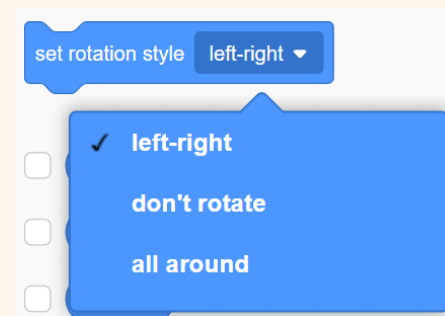 set rotation style left-right
left-right
don't rotate
all around